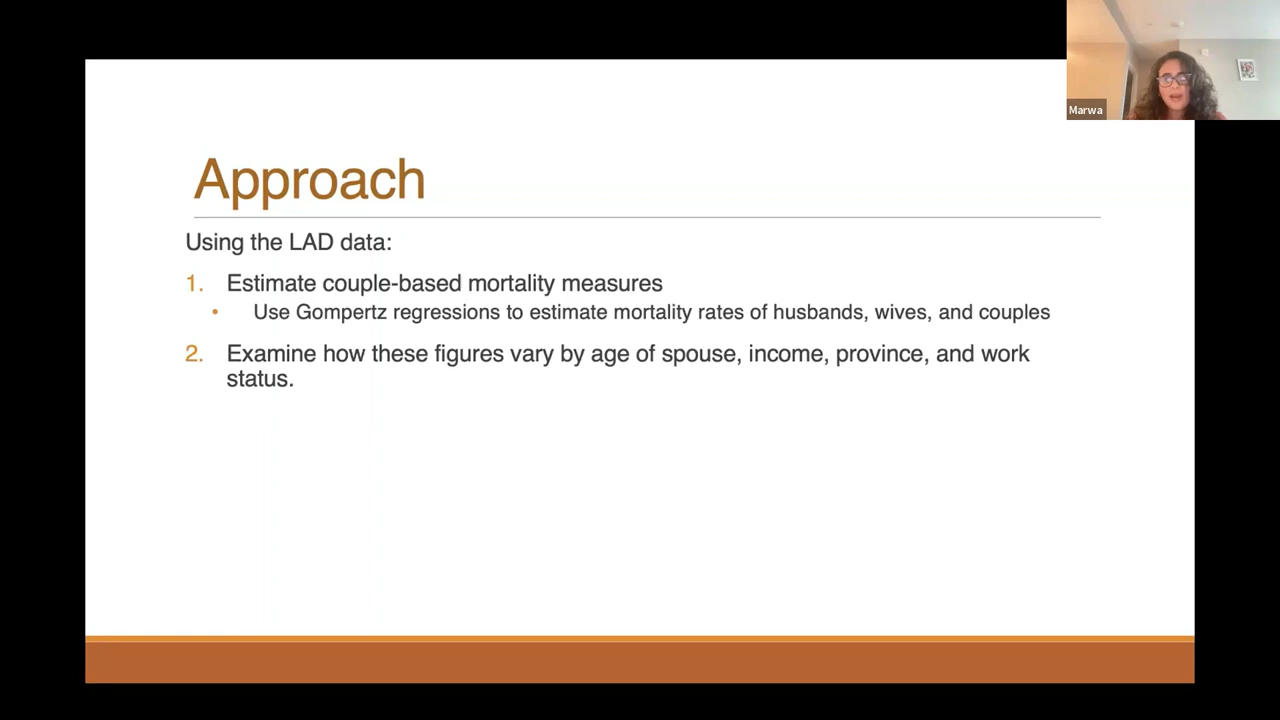 Marwa
Approach
Using the LAD data:
1. Estimate couple-based mortality measures
• Use Gompertz regressions to estimate mortality rates of husbands, wives, and couples
2. Examine how these figures vary by age of spouse, income, province, and work
status.